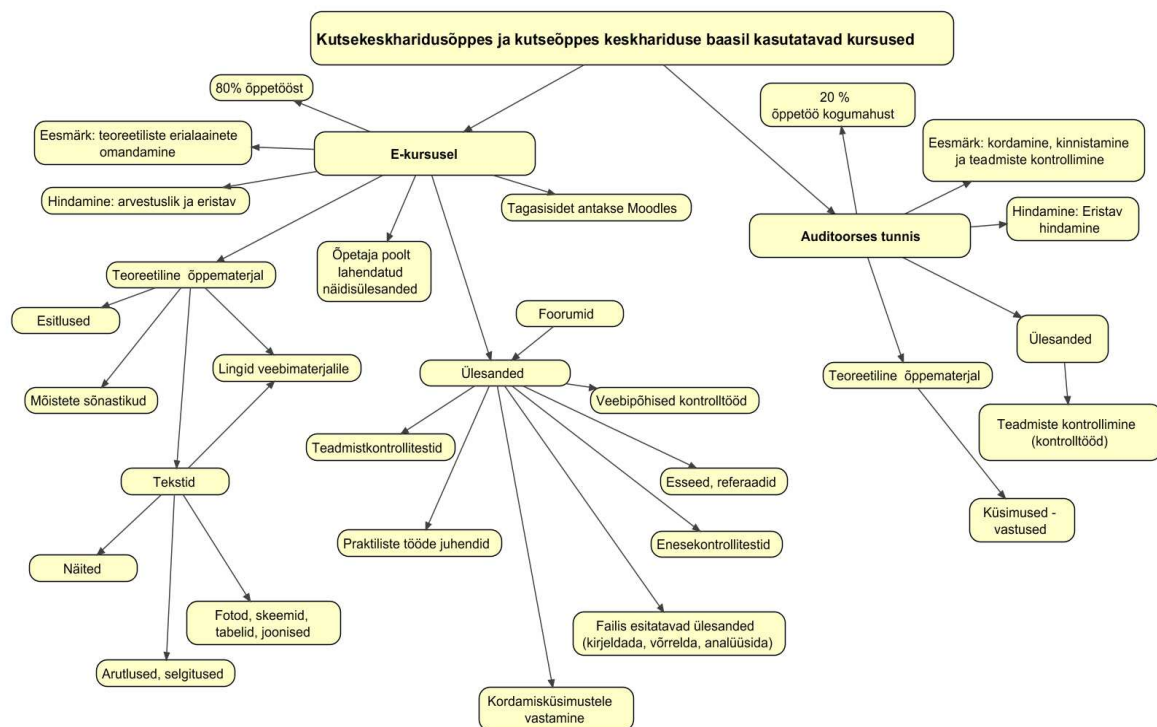 Kutsekeskharidusõppes ja kutseõppes keskhariduse baasil kasutatavad kursused
80% õppetööst
20 %
õppetöö kogumahust
Eesmärk: teoreetiliste erialaainete
omandamine
E-kursusel
Eesmärk: kordamine, kinnistamine
ja teadmiste kontrollimine
Hindamine: arvestuslik ja eristav
Tagasisidet antakse Moodles
Hindamine: Eristav
hindamine
Auditoorses tunnis
Õpetaja poolt
lahendatud
näidisülesanded
Teoreetiline õppematerjal
Esitlused
Foorumid
Ülesanded
Lingid veebimaterjalile
Ülesanded
Teoreetiline õppematerjal
Mõistete sõnastikud
Veebipõhised kontrolltööd
Teadmistkontrollitestid
Teadmiste kontrollimine
(kontrolltööd)
Tekstid
Esseed, referaadid
Küsimused -
vastused
Praktiliste tööde juhendid
Enesekontrollitestid
Näited
Fotod, skeemid,
tabelid, joonised
Failis esitatavad ülesanded
(kirjeldada, võrrelda, analüüsida)
Arutlused, selgitused
Kordamisküsimustele
vastamine